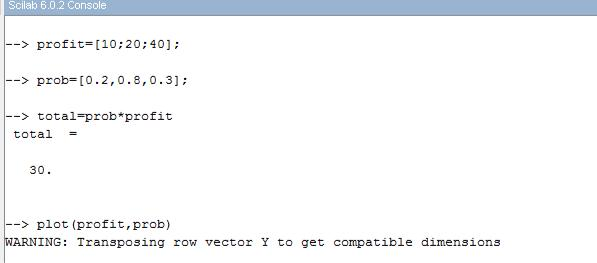 Scilab 6.0.2 Console
--> profit=[10;20;40];
--> prob=[0.2,0.8,0.3];
--> total=prob*profit
total  =
30.
--> plot(profit,prob)
WARNING: Transposing row vector Y to get compatible dimensions